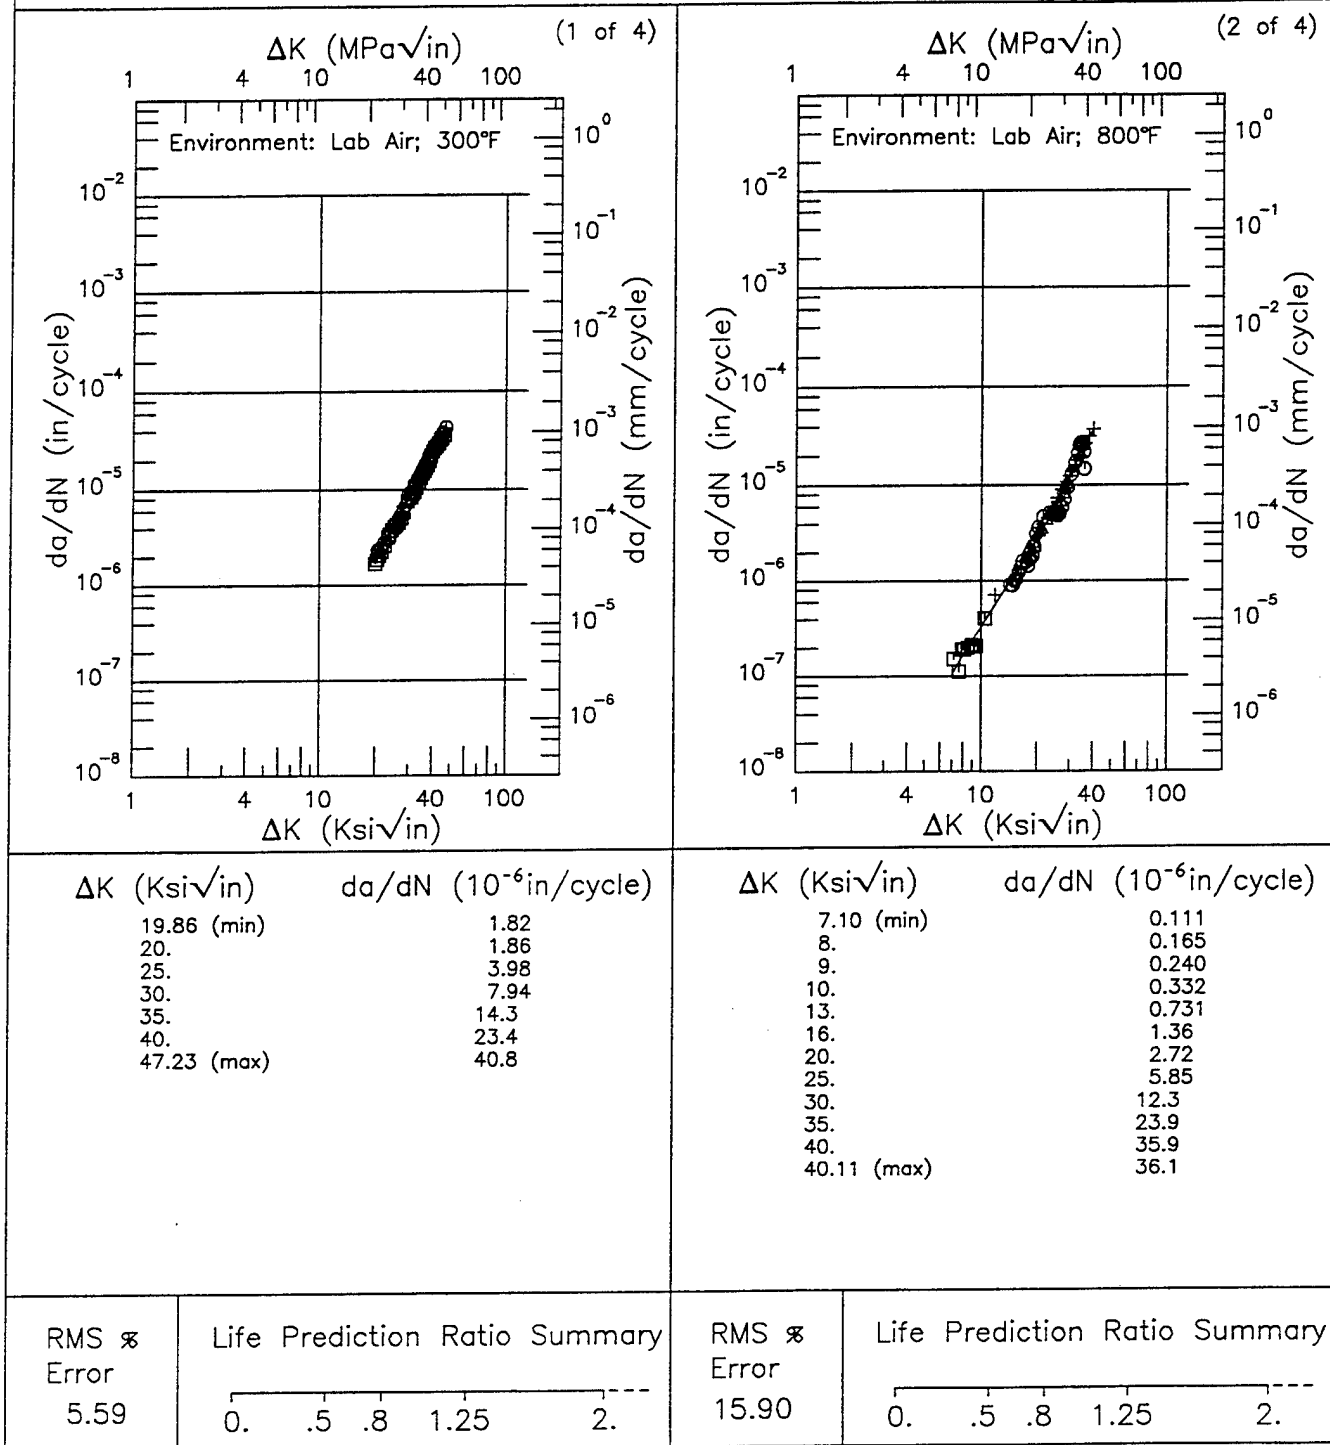 (1 of 4)
ΔK (MPa√in)
1 4 10 40 100
Environment: Lab Air; 300°F
10⁰
10⁻²
10⁻¹
10⁻³
10⁻²
10⁻⁴
10⁻³
10⁻⁵
10⁻⁴
10⁻⁶
10⁻⁵
10⁻⁷
10⁻⁶
10⁻⁸
da/dN (in/cycle)
da/dN (mm/cycle)
1 4 10 40 100
ΔK (Ksi√in)
ΔK (Ksi√in) da/dN (10⁻⁶in/cycle)
19.86 (min) 1.82
20. 1.86
25. 3.98
30. 7.94
35. 14.3
40. 23.4
47.23 (max) 40.8
RMS % Error
5.59
Life Prediction Ratio Summary
0. .5 .8 1.25 2.
(2 of 4)
ΔK (MPa√in)
1 4 10 40 100
Environment: Lab Air; 800°F
10⁰
10⁻²
10⁻¹
10⁻³
10⁻²
10⁻⁴
10⁻³
10⁻⁵
10⁻⁴
10⁻⁶
10⁻⁵
10⁻⁷
10⁻⁶
10⁻⁸
da/dN (in/cycle)
da/dN (mm/cycle)
1 4 10 40 100
ΔK (Ksi√in)
ΔK (Ksi√in) da/dN (10⁻⁶in/cycle)
7.10 (min) 0.111
8. 0.165
9. 0.240
10. 0.332
13. 0.731
16. 1.36
20. 2.72
25. 5.85
30. 12.3
35. 23.9
40. 35.9
40.11 (max) 36.1
RMS % Error
15.90
Life Prediction Ratio Summary
0. .5 .8 1.25 2.